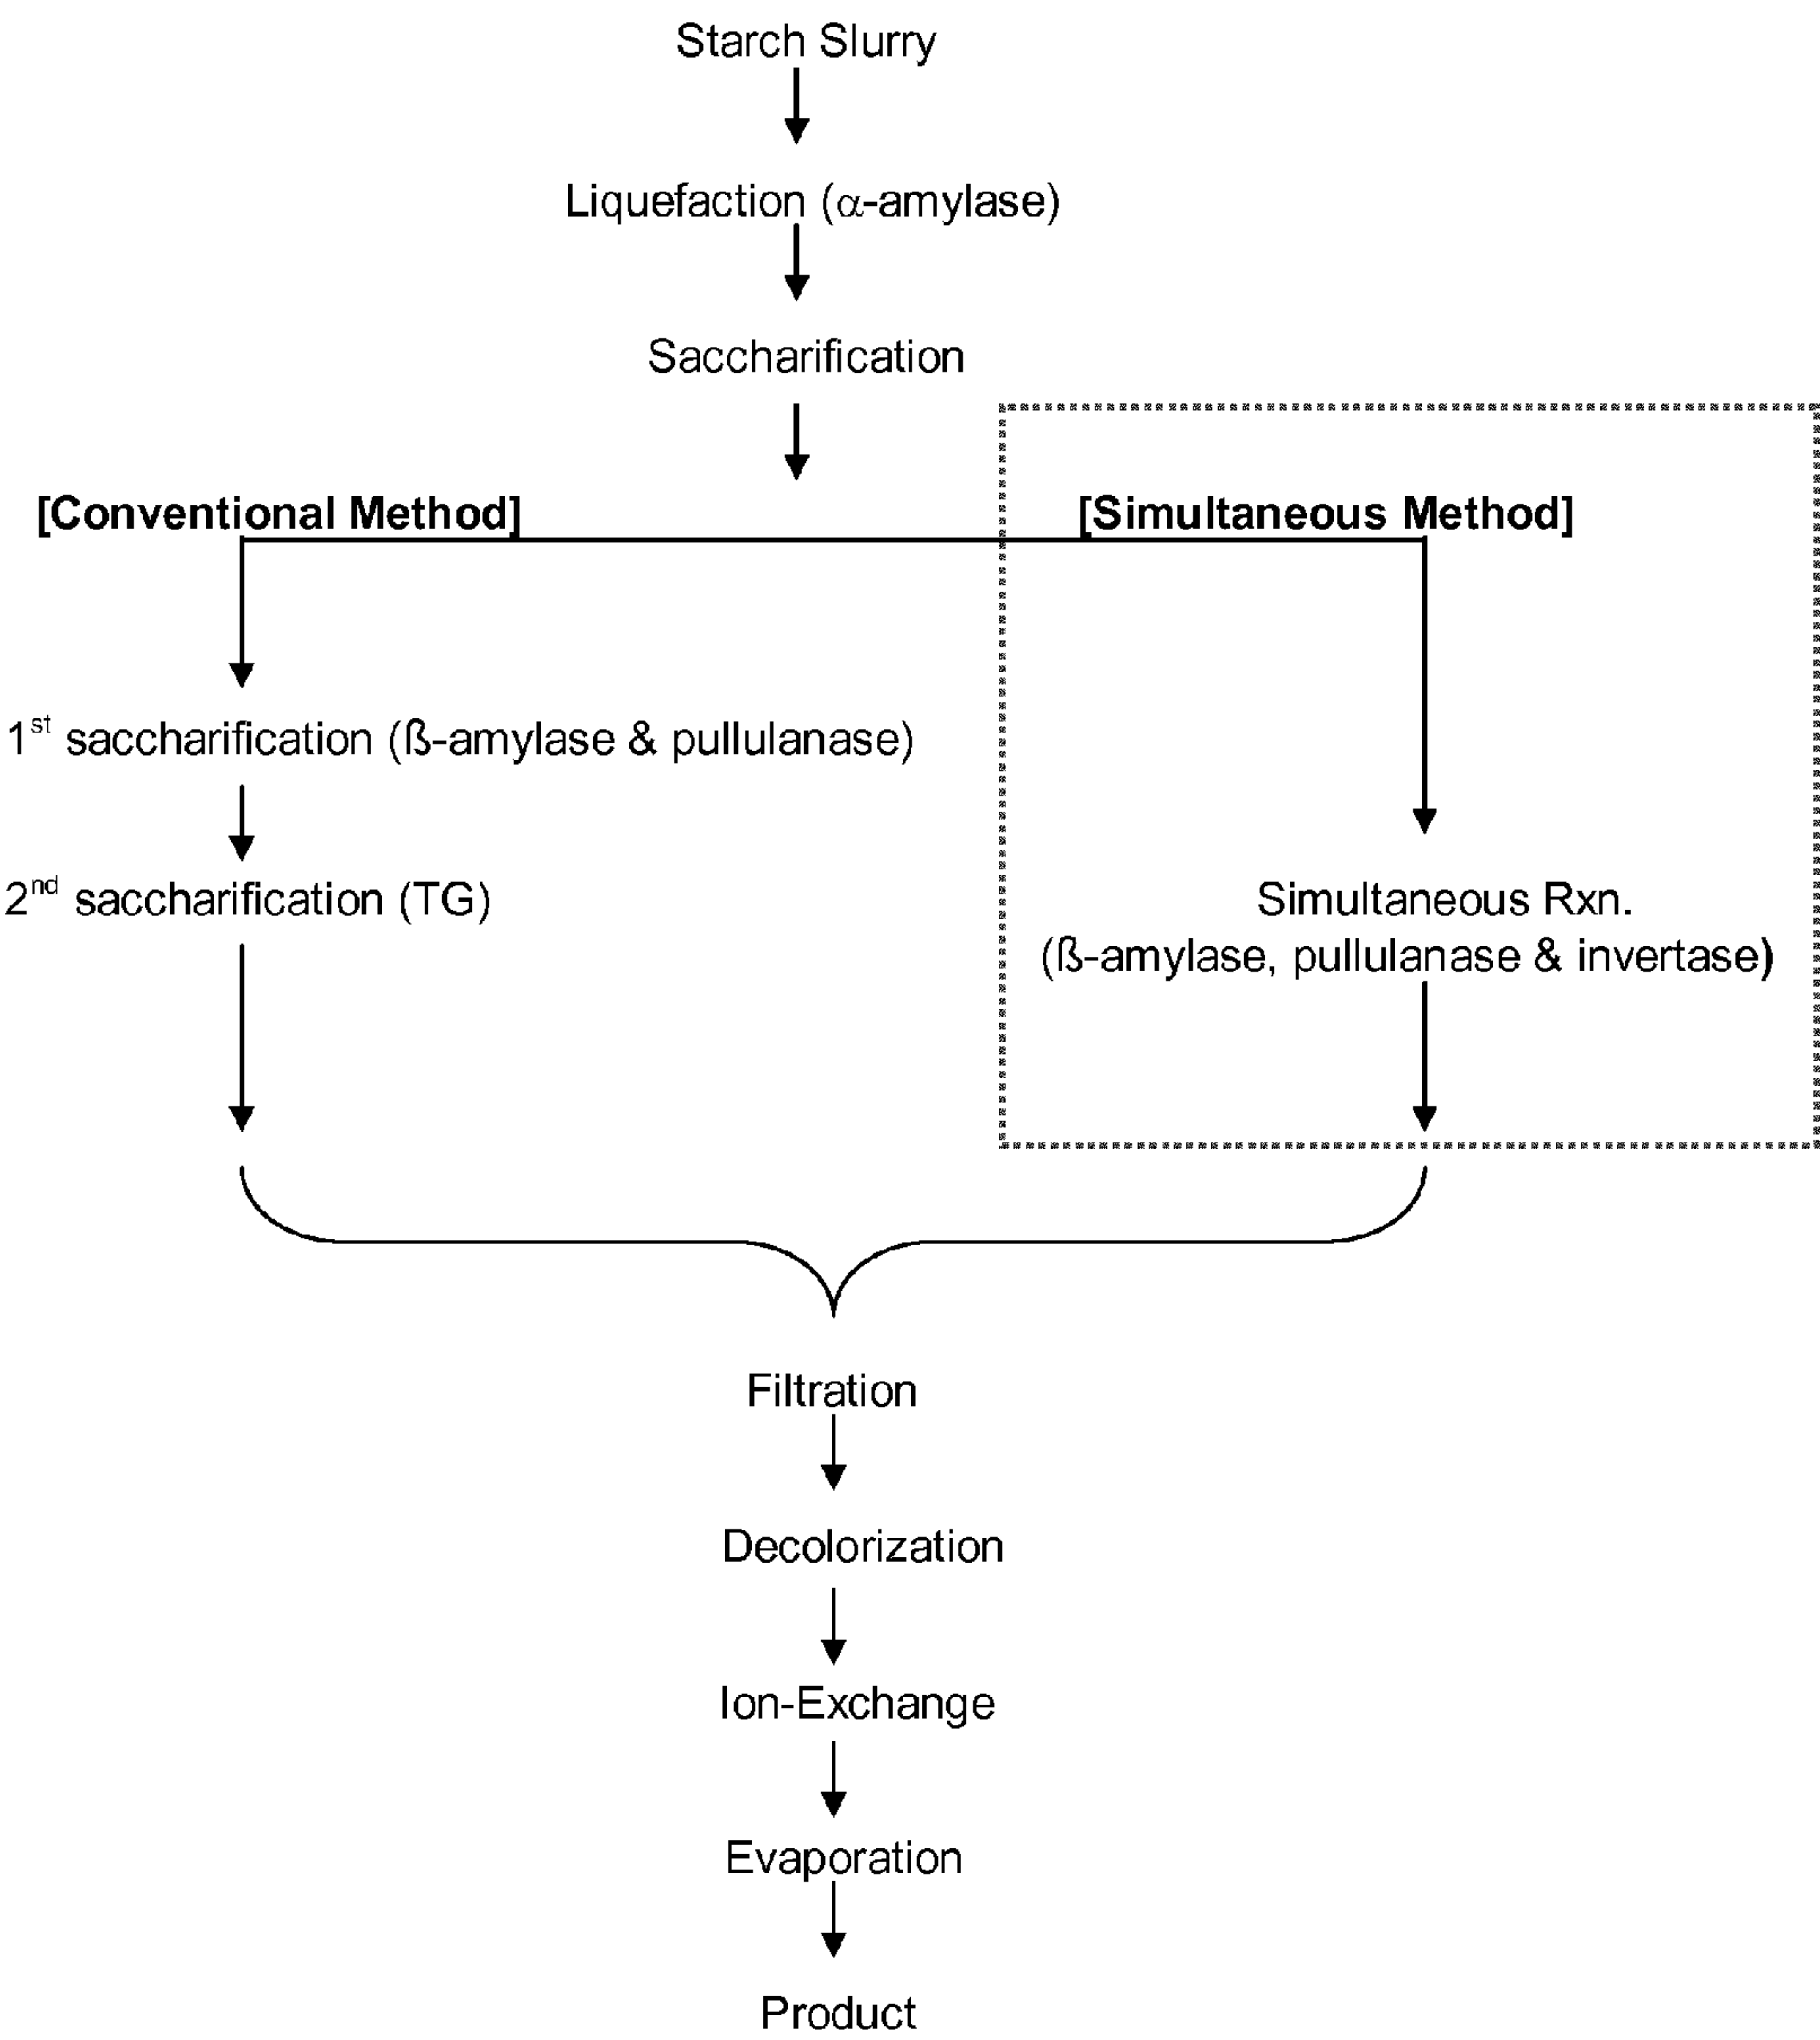 Starch Slurry
Liquefaction (α-amylase)
Saccharification
[Conventional Method]
[Simultaneous Method]
1st saccharification (ß-amylase & pullulanase)
2nd saccharification (TG)
Simultaneous Rxn.
(ß-amylase, pullulanase & invertase)
Filtration
Decolorization
Ion-Exchange
Evaporation
Product